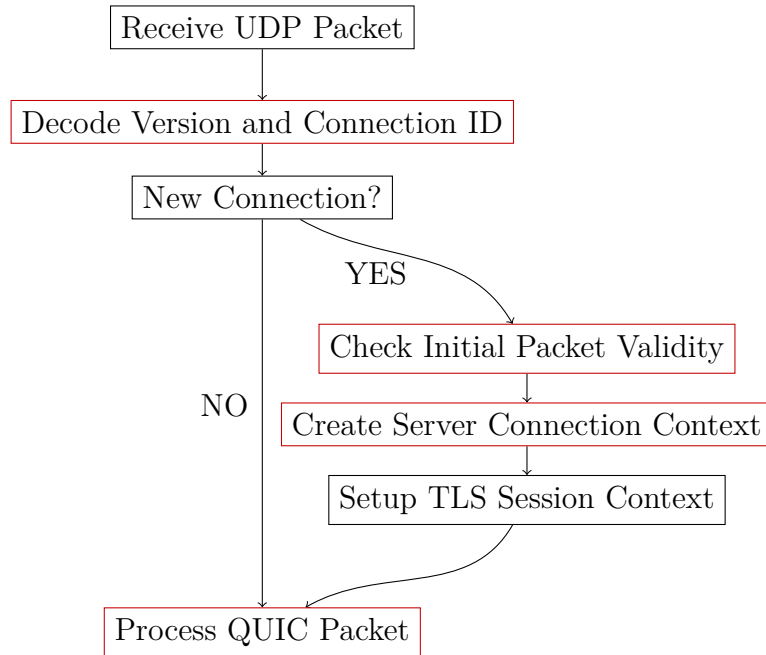 Receive UDP Packet
Decode Version and Connection ID
New Connection?
YES
Check Initial Packet Validity
NO
Create Server Connection Context
Setup TLS Session Context
Process QUIC Packet